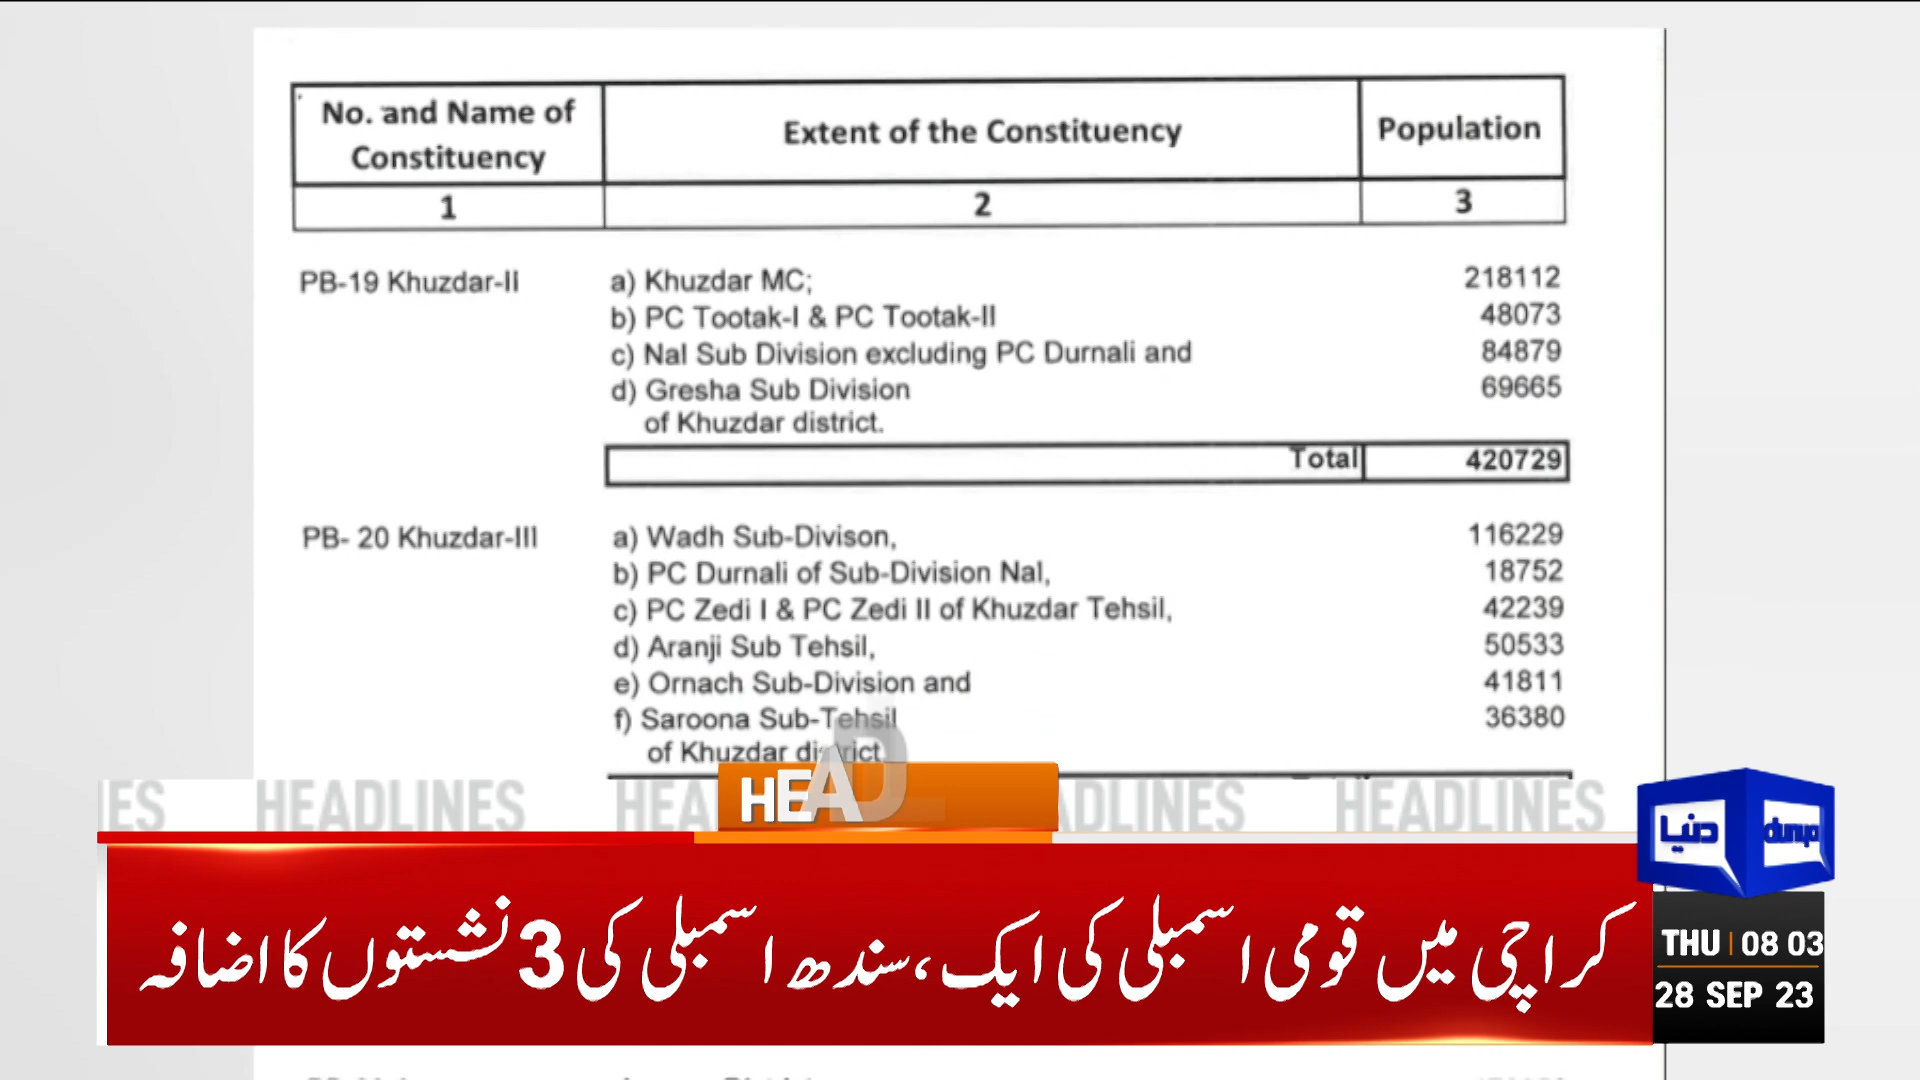 No. and Name of Constituency
Extent of the Constituency
Population
1 2 3
PB-19 Khuzdar-II a) Khuzdar MC; 218112
b) PC Tootak-I & PC Tootak-II 48073
c) Nal Sub Division excluding PC Durnali and 84879
d) Gresha Sub Division 69665
of Khuzdar district.
Total 420729
PB- 20 Khuzdar-III a) Wadh Sub-Divison, 116229
b) PC Durnali of Sub-Division Nal, 18752
c) PC Zedi I & PC Zedi II of Khuzdar Tehsil, 42239
d) Aranji Sub Tehsil, 50533
e) Ornach Sub-Division and 41811
f) Saroona Sub-Tehsil 36380
of Khuzdar district
HEADLINES HEADLINES
HEAD
دنیا dunya
کراچی میں قومی اسمبلی کی ایک، سندھ اسمبلی کی 3 نشستوں کا اضافہ
THU | 08 03
28 SEP 23